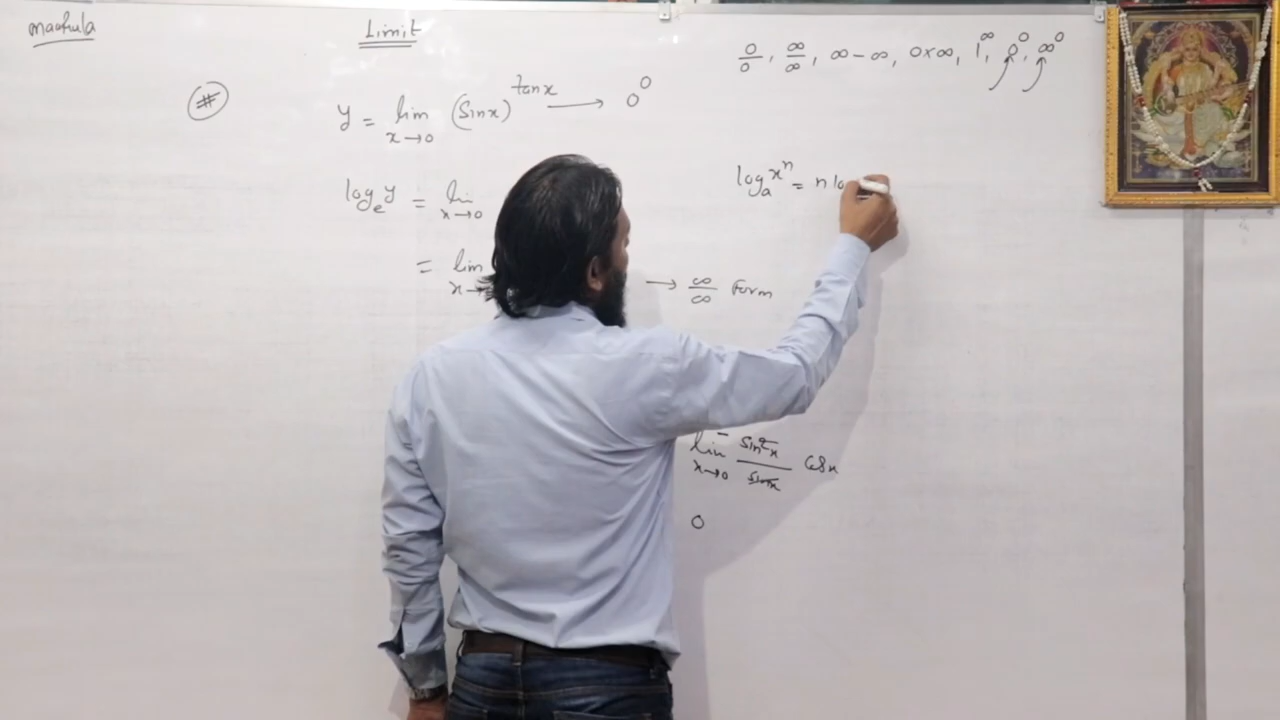 Limit
0/0, ∞/∞, ∞-∞, 0×∞, 1^∞, 0^0, ∞^0
#
y = lim x→0 (Sinx)^tanx → 0^0
log_e y = lim x→0
log_a x^n = n lo
= lim x→
→ ∞/∞ form
lim x→0 sin²x/sinx Cosx
0